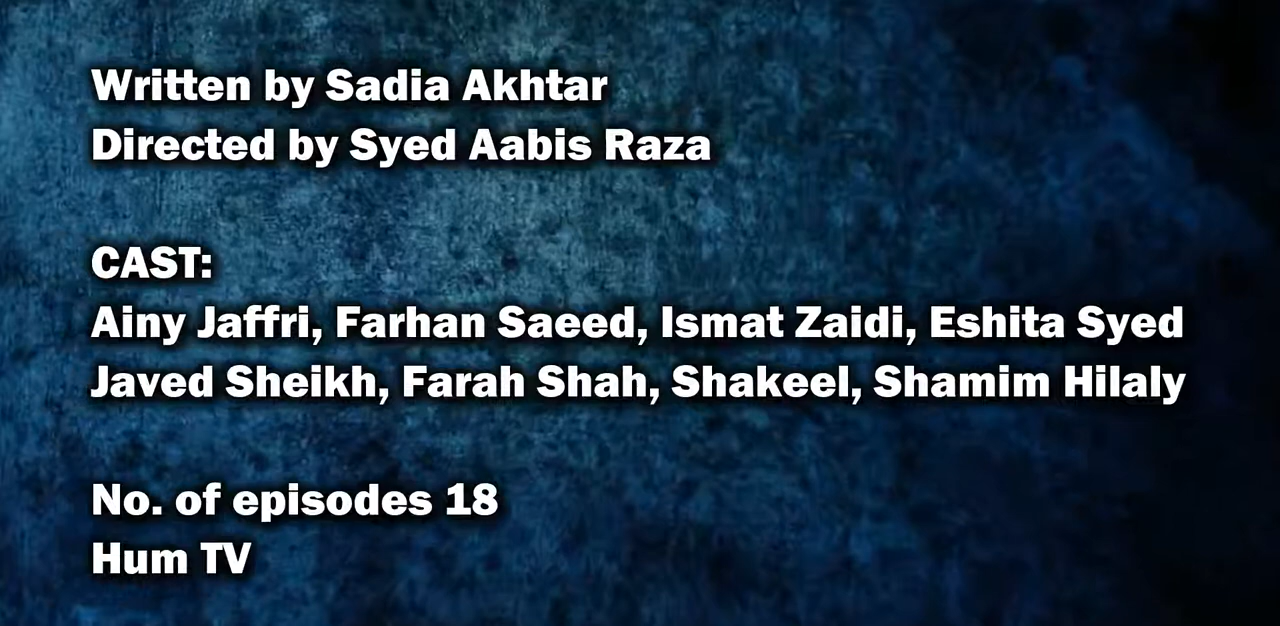 Written by Sadia Akhtar
Directed by Syed Aabis Raza
CAST:
Ainy Jaffri, Farhan Saeed, Ismat Zaidi, Eshita Syed
Javed Sheikh, Farah Shah, Shakeel, Shamim Hilaly
No. of episodes 18
Hum TV